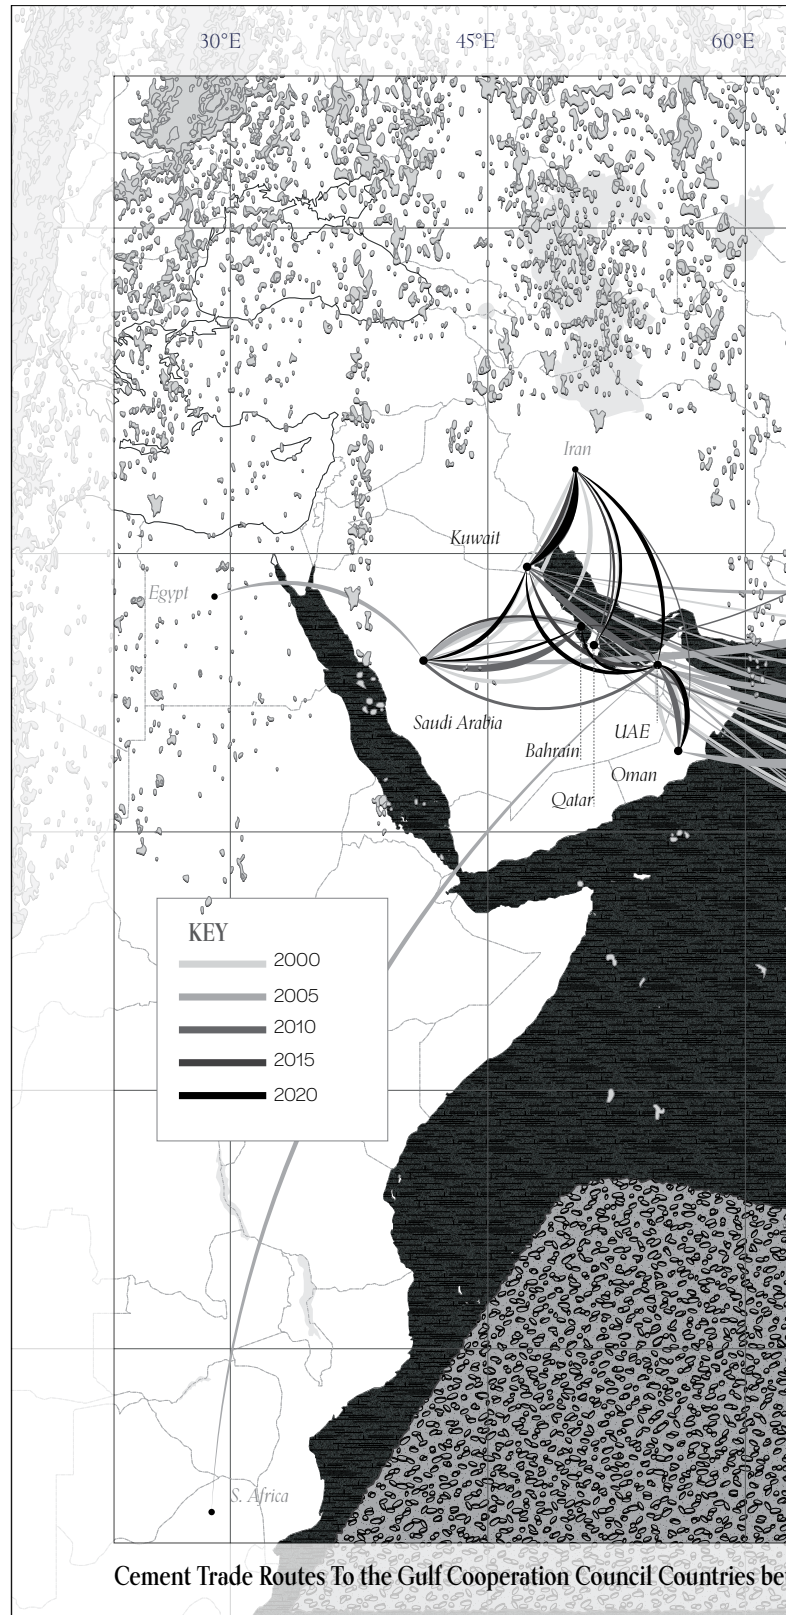 30°E 45°E 60°E
Iran
Kuwait
Egypt
Saudi Arabia
UAE
Bahrain
Oman
Qatar
KEY
2000
2005
2010
2015
2020
S. Africa
Cement Trade Routes To the Gulf Cooperation Council Countries be